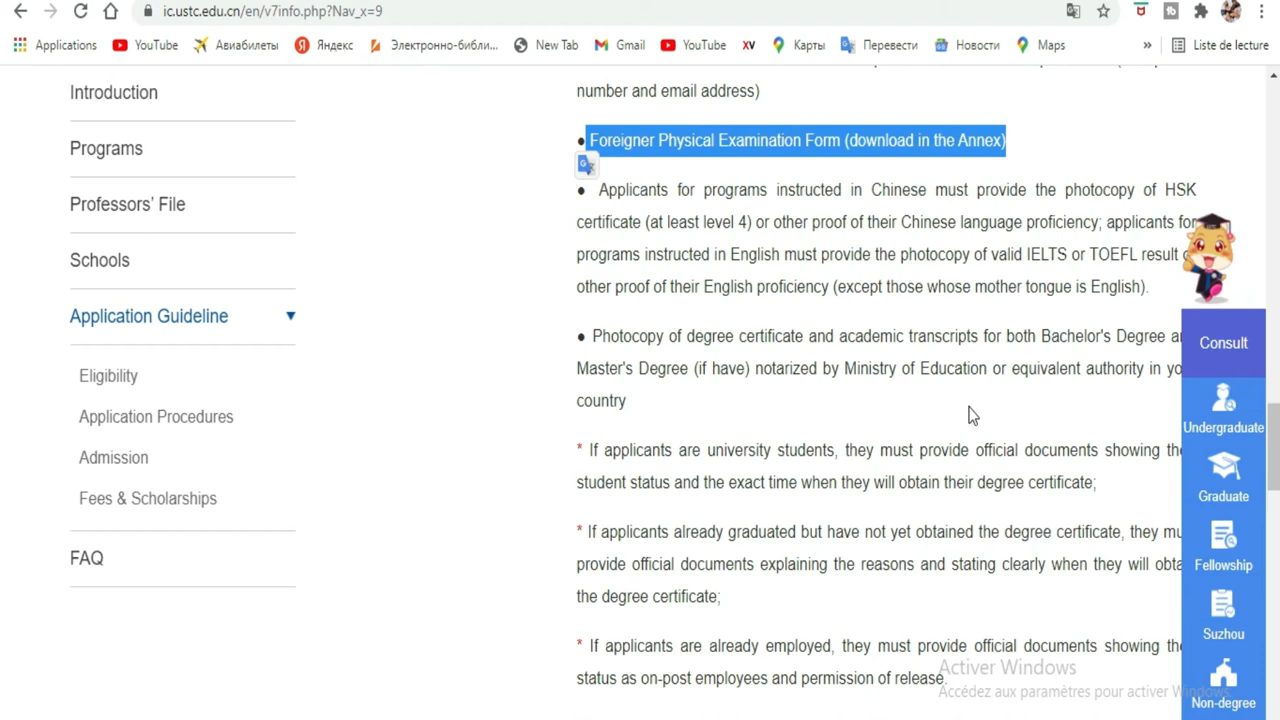 ic.ustc.edu.cn/en/v7info.php?Nav_x=9
Applications YouTube Авиабилеты Яндекс Электронно-библи... New Tab Gmail YouTube XV Карты Перевести Новости Maps » Liste de lecture
Introduction
Programs
Professors' File
Schools
Application Guideline
Eligibility
Application Procedures
Admission
Fees & Scholarships
FAQ
number and email address)
● Foreigner Physical Examination Form (download in the Annex)
● Applicants for programs instructed in Chinese must provide the photocopy of HSK
certificate (at least level 4) or other proof of their Chinese language proficiency; applicants for
programs instructed in English must provide the photocopy of valid IELTS or TOEFL result
other proof of their English proficiency (except those whose mother tongue is English).
● Photocopy of degree certificate and academic transcripts for both Bachelor's Degree
Master's Degree (if have) notarized by Ministry of Education or equivalent authority in
country
* If applicants are university students, they must provide official documents showing
student status and the exact time when they will obtain their degree certificate;
* If applicants already graduated but have not yet obtained the degree certificate, they
provide official documents explaining the reasons and stating clearly when they will
the degree certificate;
* If applicants are already employed, they must provide official documents showing
status as on-post employees and permission of release.
Consult
Undergraduate
Graduate
Fellowship
Suzhou
Non-degree
Activer Windows
Accédez aux paramètres pour activer Windows.